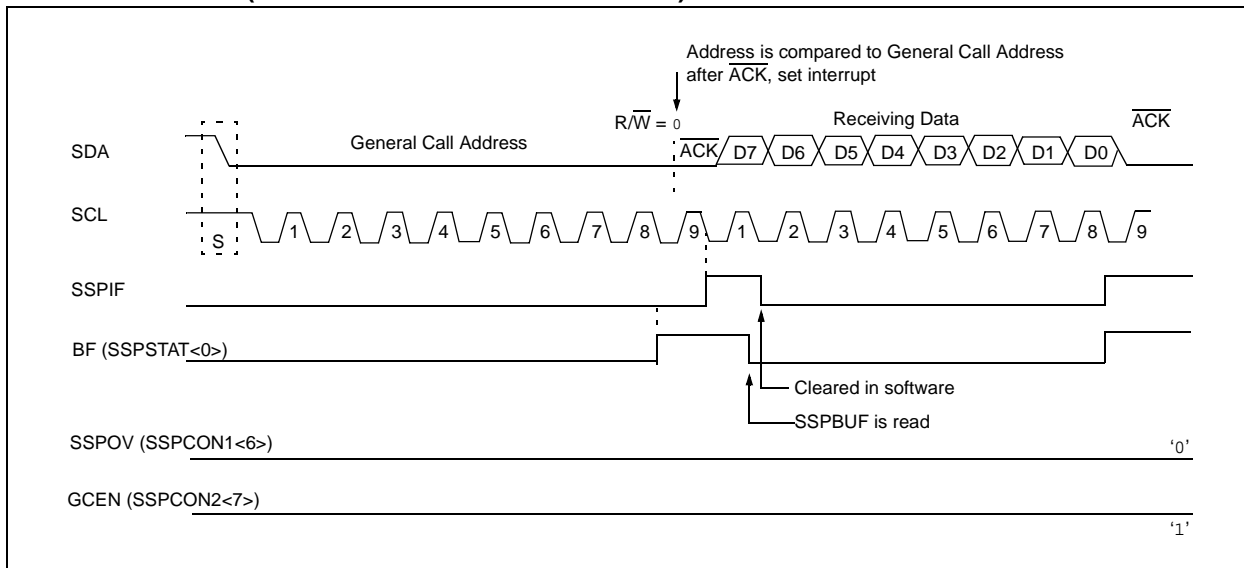 Address is compared to General Call Address
after ACK, set interrupt
R/W = 0
Receiving Data
ACK
SDA
General Call Address
ACK
D7 D6 D5 D4 D3 D2 D1 D0
SCL
S
1 2 3 4 5 6 7 8 9 1 2 3 4 5 6 7 8 9
SSPIF
BF (SSPSTAT<0>)
Cleared in software
SSPBUF is read
SSPOV (SSPCON1<6>)
‘0’
GCEN (SSPCON2<7>)
‘1’